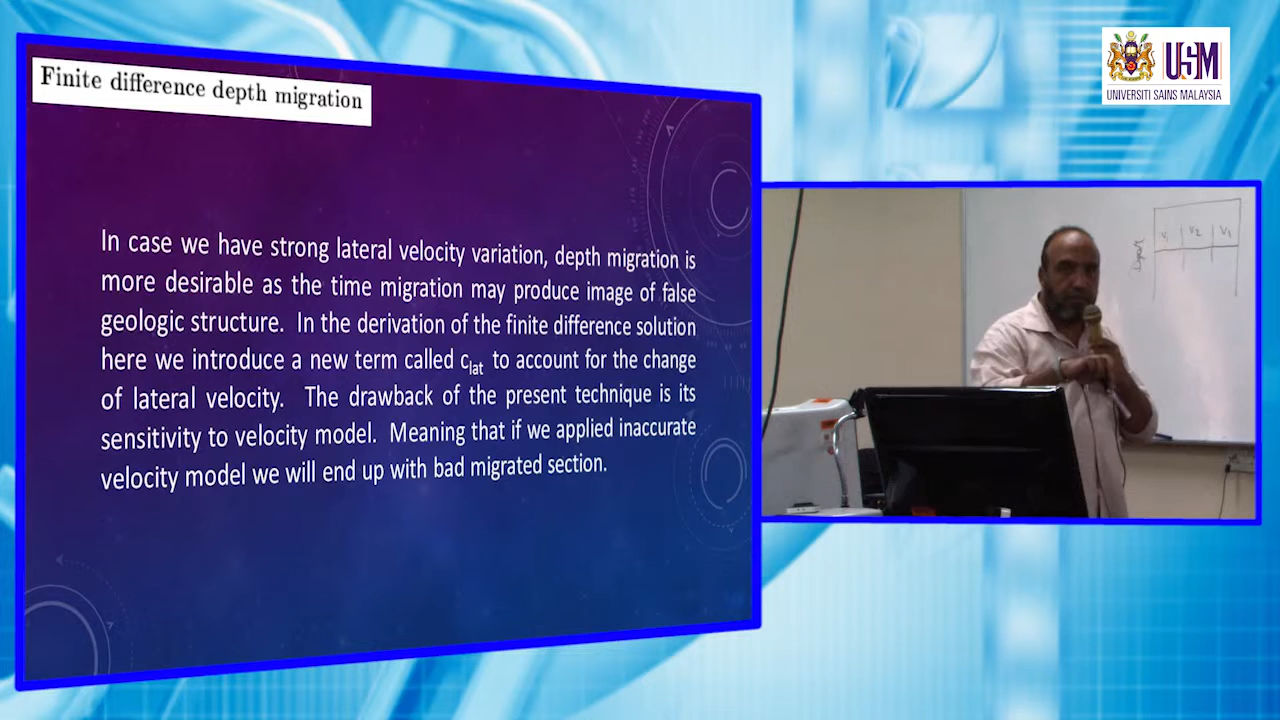 Finite difference depth migration
In case we have strong lateral velocity variation, depth migration is
more desirable as the time migration may produce image of false
geologic structure. In the derivation of the finite difference solution
here we introduce a new term called clat to account for the change
of lateral velocity. The drawback of the present technique is its
sensitivity to velocity model. Meaning that if we applied inaccurate
velocity model we will end up with bad migrated section.
USM
UNIVERSITI SAINS MALAYSIA
V1 V2 V3